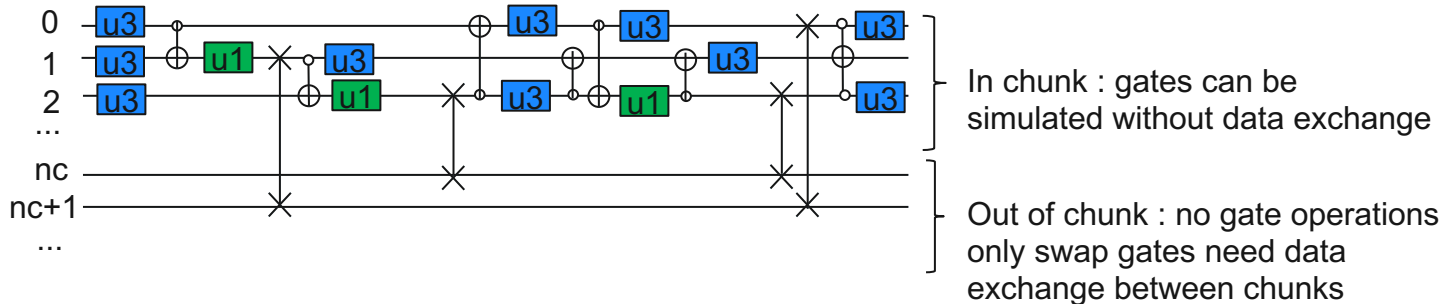 0 u3 u3 u3 u3
1 u3 u1 u3 u3
2 u3 u1 u3 u1 u3
...
nc
nc+1
...
In chunk : gates can be
simulated without data exchange
Out of chunk : no gate operations
only swap gates need data
exchange between chunks